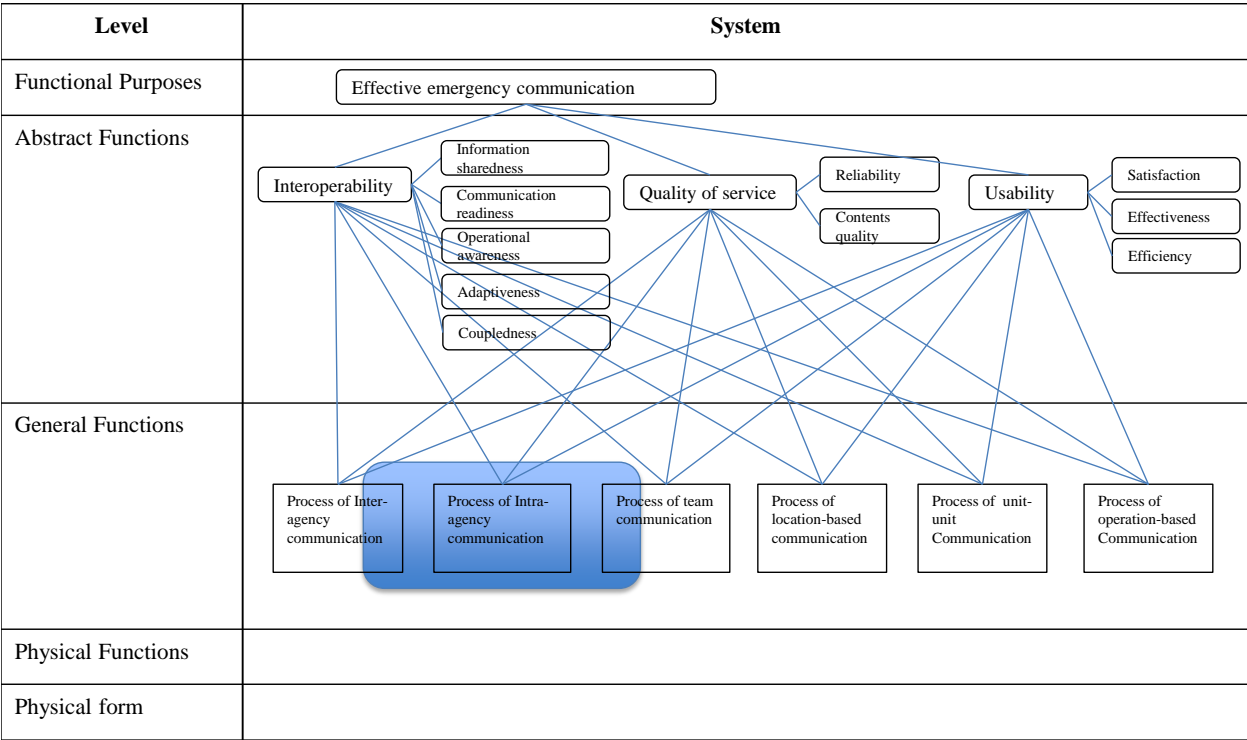 Level
System
Functional Purposes
Effective emergency communication
Abstract Functions
Interoperability
Information
sharedness
Communication
readiness
Operational
awareness
Adaptiveness
Coupledness
Quality of service
Reliability
Contents
quality
Usability
Satisfaction
Effectiveness
Efficiency
General Functions
Process of Inter-
agency
communication
Process of Intra-
agency
communication
Process of team
communication
Process of
location-based
communication
Process of unit-
unit
Communication
Process of
operation-based
Communication
Physical Functions
Physical form